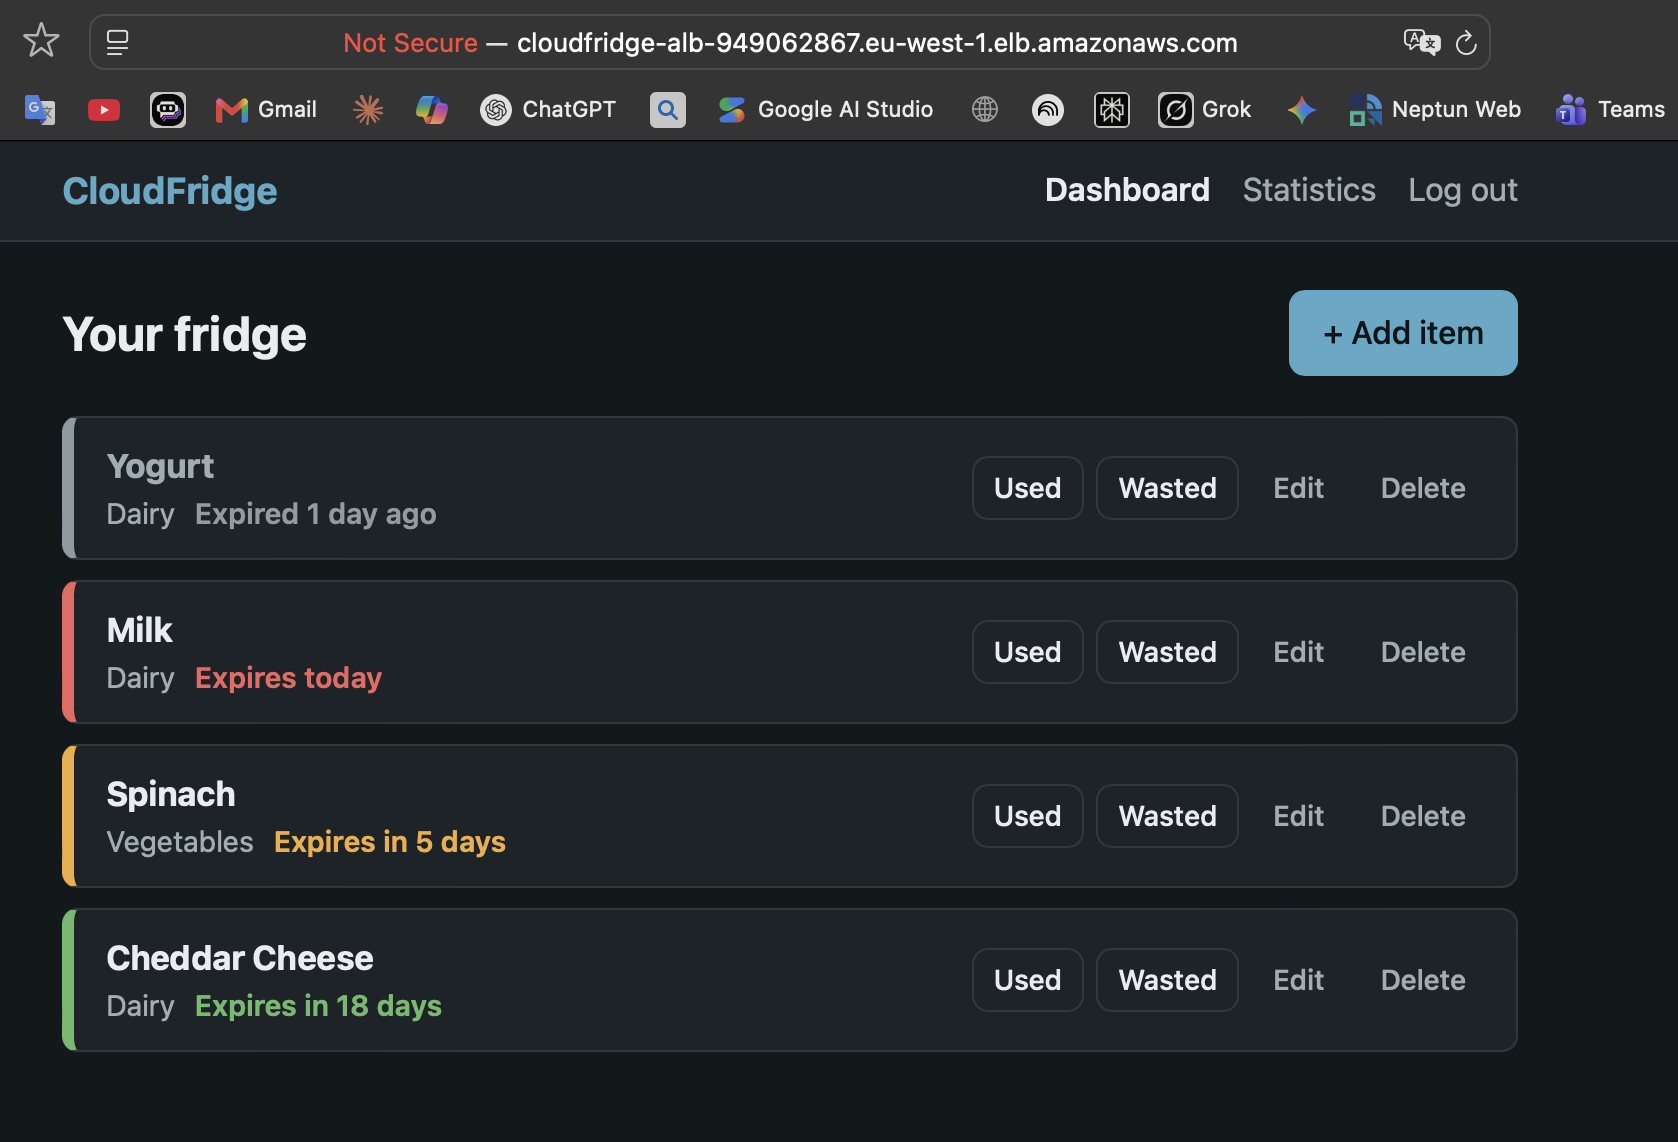 Not Secure — cloudfridge-alb-949062867.eu-west-1.elb.amazonaws.com
Gmail ChatGPT Google AI Studio Grok Neptun Web Teams
CloudFridge Dashboard Statistics Log out
Your fridge + Add item
Yogurt
Dairy Expired 1 day ago
Used Wasted Edit Delete
Milk
Dairy Expires today
Used Wasted Edit Delete
Spinach
Vegetables Expires in 5 days
Used Wasted Edit Delete
Cheddar Cheese
Dairy Expires in 18 days
Used Wasted Edit Delete